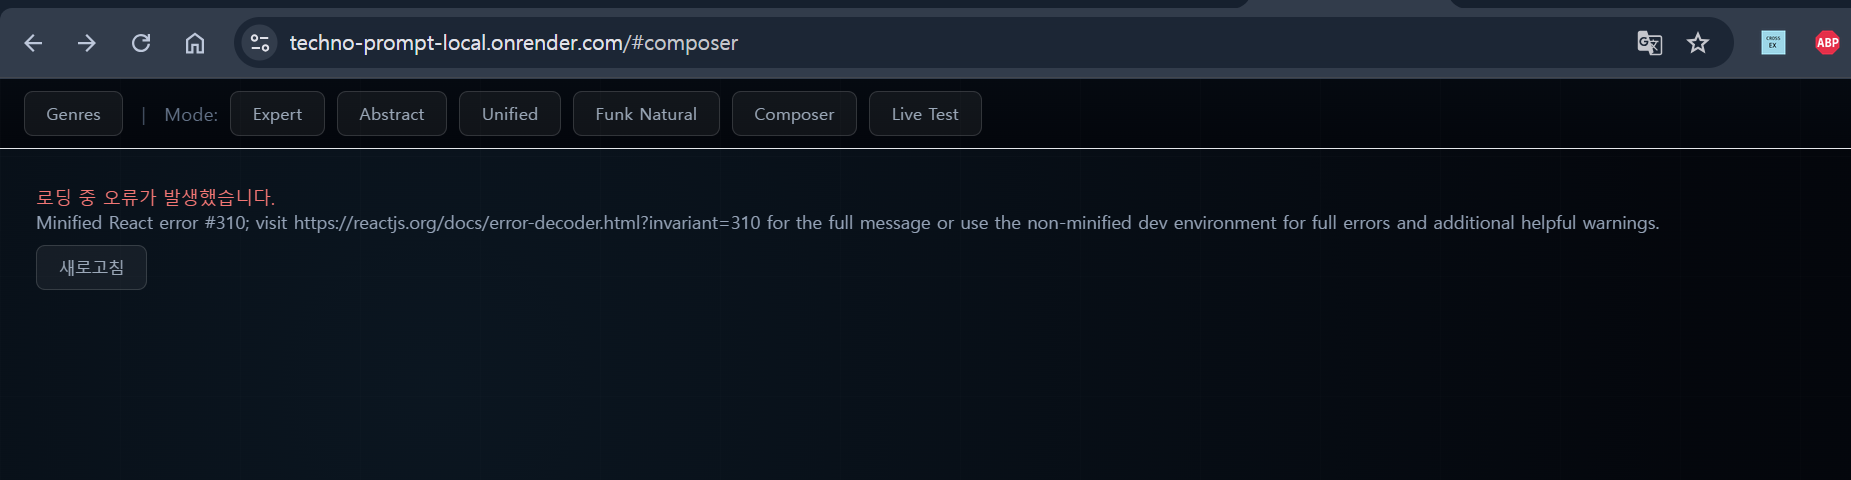 techno-prompt-local.onrender.com/#composer
CROSS EX
ABP
Genres | Mode: Expert Abstract Unified Funk Natural Composer Live Test
로딩 중 오류가 발생했습니다.
Minified React error #310; visit https://reactjs.org/docs/error-decoder.html?invariant=310 for the full message or use the non-minified dev environment for full errors and additional helpful warnings.
새로고침